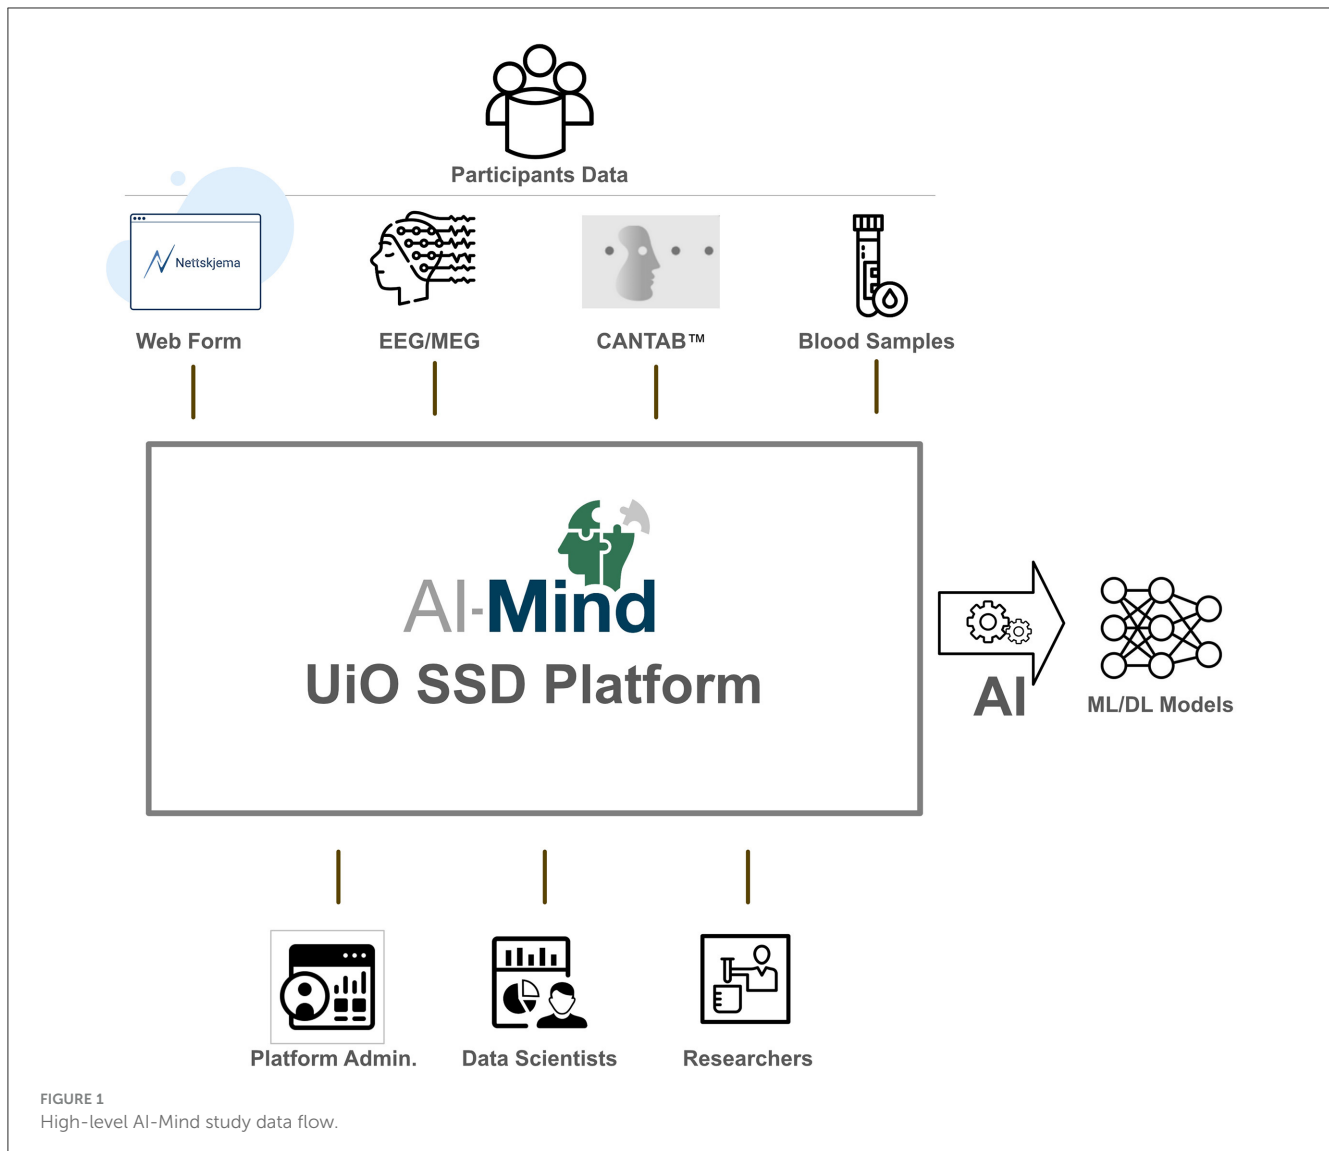 Participants Data
Nettskjema
Web Form
EEG/MEG
CANTAB™
Blood Samples
AI-Mind
UiO SSD Platform
AI
ML/DL Models
Platform Admin.
Data Scientists
Researchers
FIGURE 1
High-level AI-Mind study data flow.